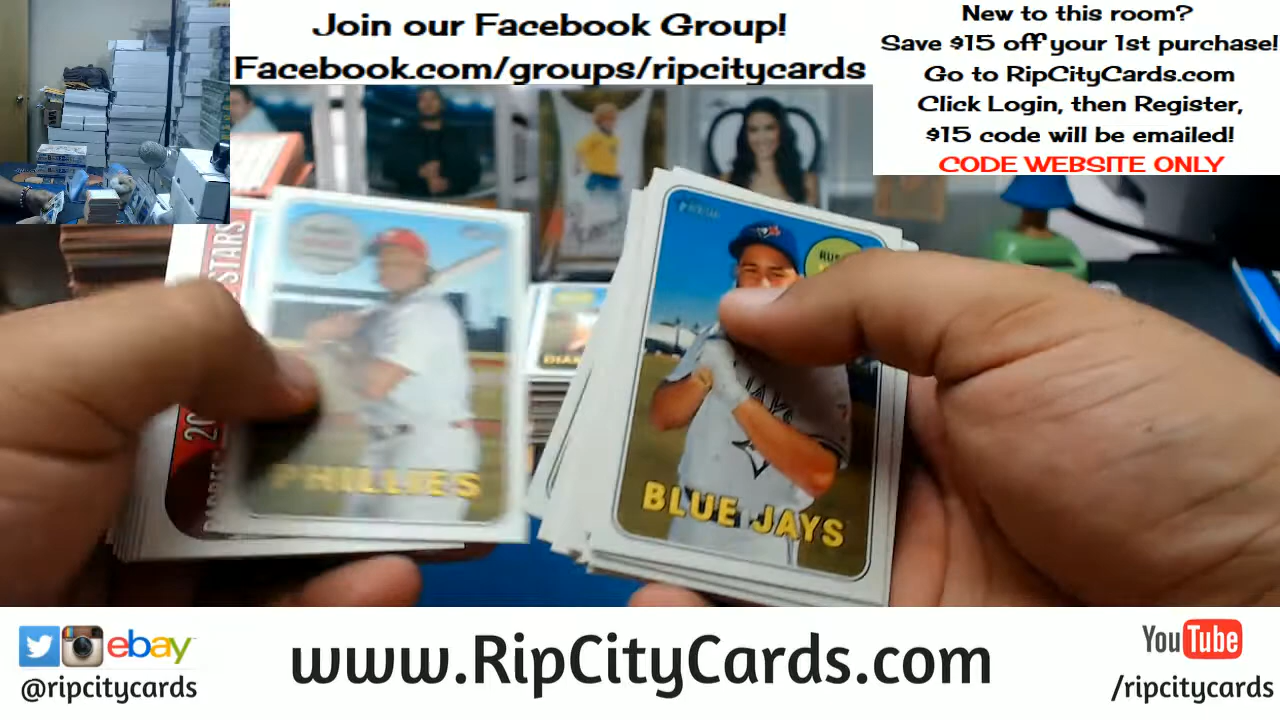 Join our Facebook Group!
Facebook.com/groups/ripcitycards
New to this room?
Save $15 off your 1st purchase!
Go to RipCityCards.com
Click Login, then Register,
$15 code will be emailed!
CODE WEBSITE ONLY
STARS
20
PHILLIES
BLUE JAYS
ebay
@ripcitycards
www.RipCityCards.com
YouTube
/ripcitycards